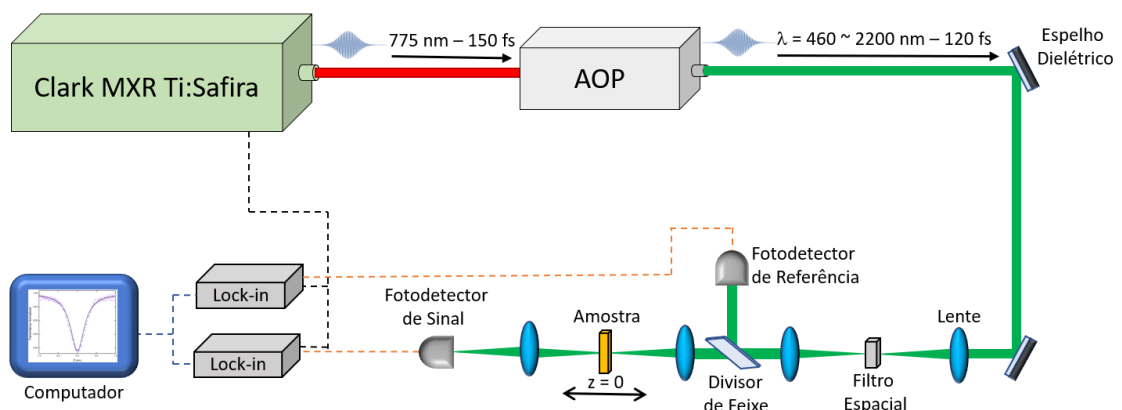 775 nm – 150 fs
λ = 460 ~ 2200 nm – 120 fs
Espelho
Dielétrico
Clark MXR Ti:Safira
AOP
Fotodetector
de Referência
Lock-in
Fotodetector
de Sinal
Amostra
Lente
Lock-in
z = 0
Computador
Divisor
de Feixe
Filtro
Espacial